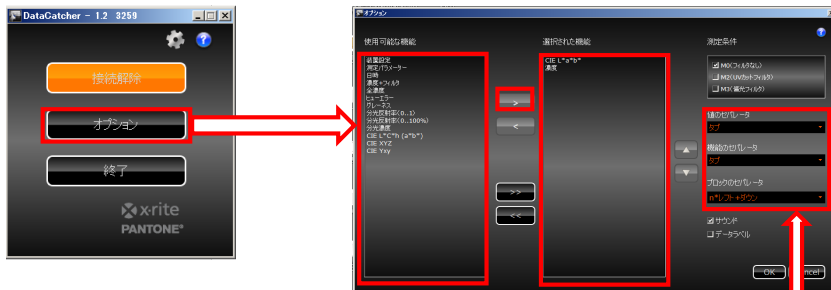 DataCatcher - 1.2 3259
接続解除
オプション
終了
x·rite
PANTONE®
オプション
使用可能な機能
選択された機能
測定条件
装置設定
測定パラメーター
日時
濃度+フィルタ
全濃度
ヒューエラー
グレーネス
分光反射率(0..1)
分光反射率(0..100%)
分光濃度
CIE L*C*h (a*b*)
CIE XYZ
CIE Yxy
CIE L*a*b*
濃度
>
<
>>
<<
M0(フィルタなし)
M2(UVカットフィルタ)
M3(偏光フィルタ)
値のセパレータ
タブ
機能のセパレータ
タブ
ブロックのセパレータ
n*レフト+ダウン
サウンド
データラベル
OK